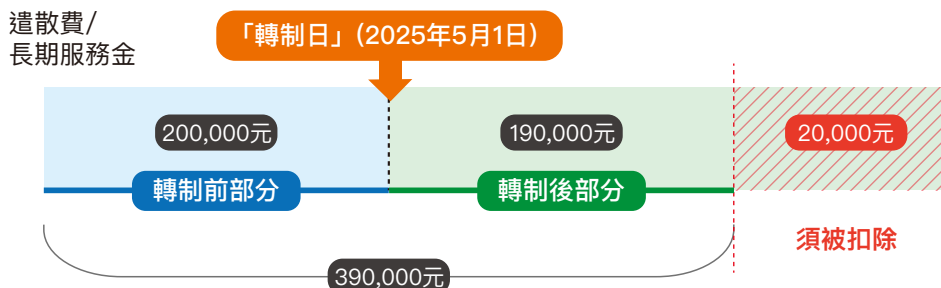 遣散費/
長期服務金
「轉制日」(2025年5月1日)
200,000元
190,000元
20,000元
轉制前部分
轉制後部分
須被扣除
390,000元